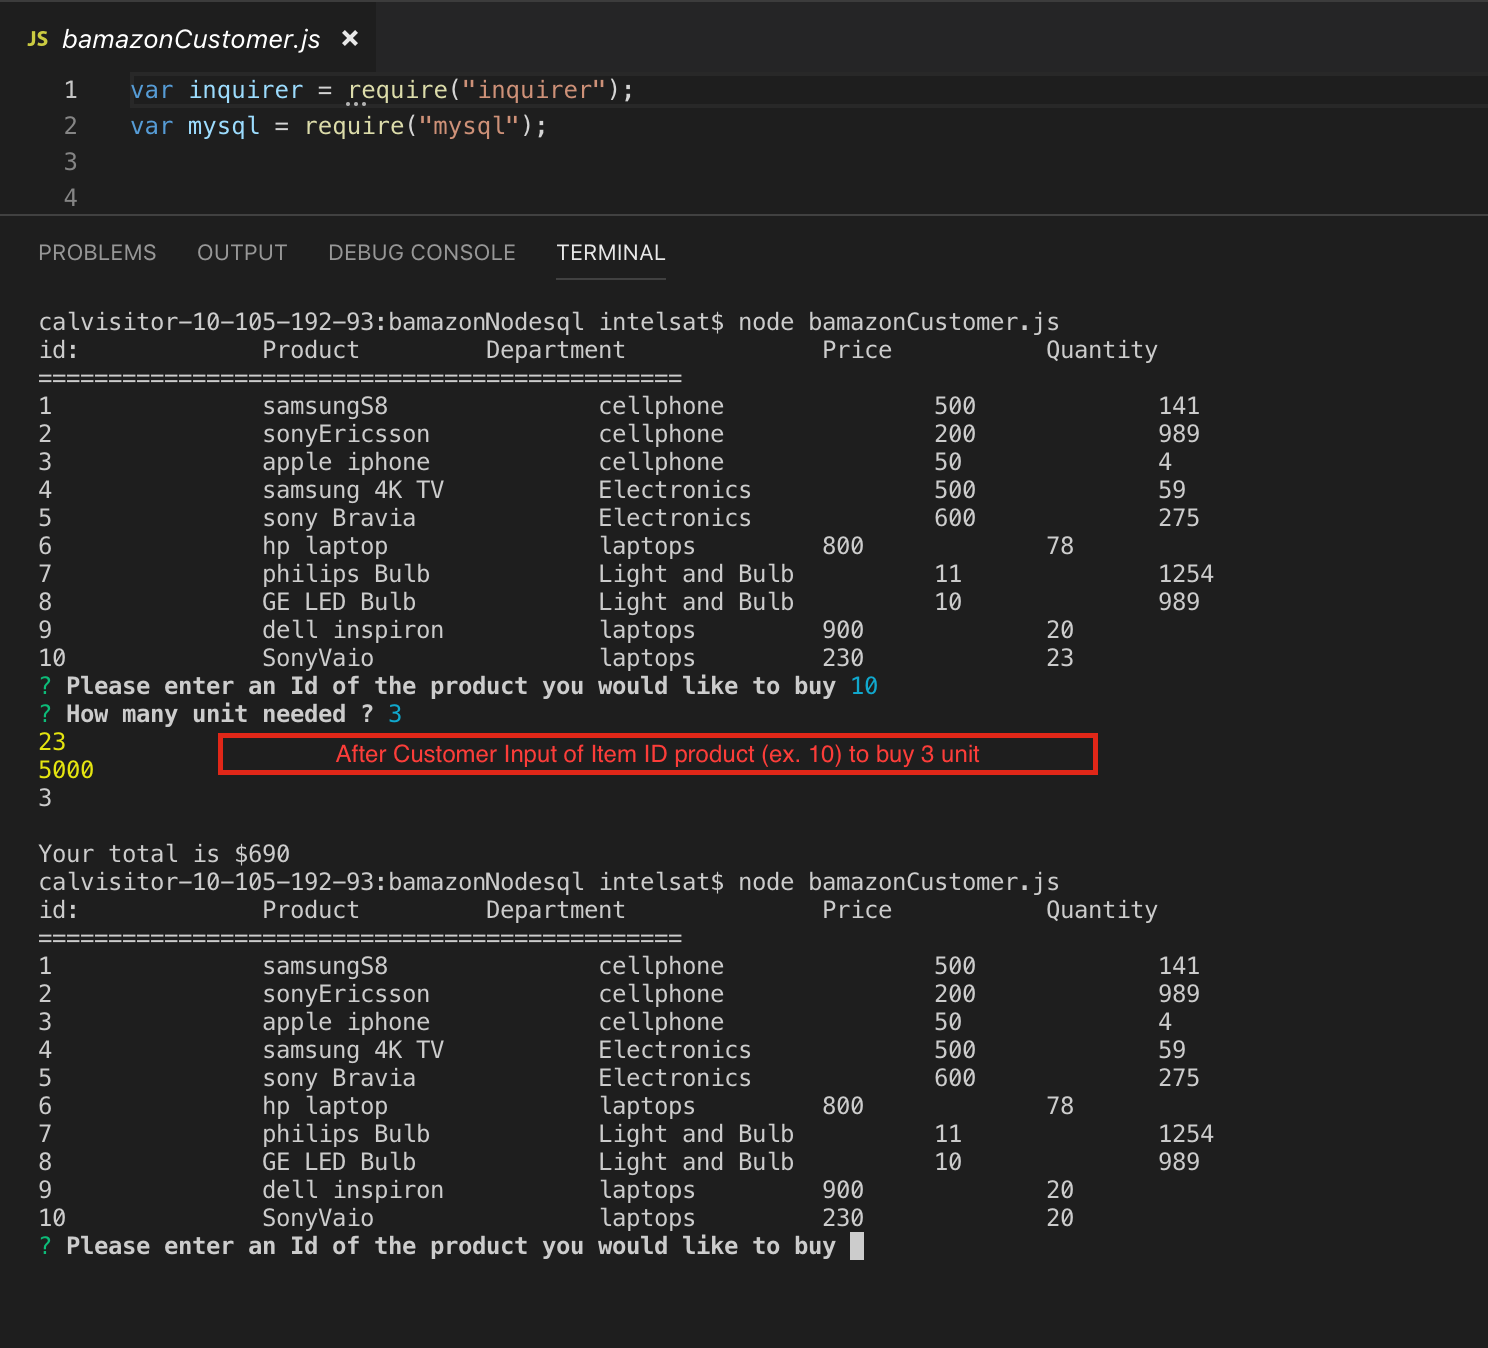 JS bamazonCustomer.js ×
1 var inquirer = require("inquirer");
2 var mysql = require("mysql");
3
4
PROBLEMS OUTPUT DEBUG CONSOLE TERMINAL
calvisitor-10-105-192-93:bamazonNodesql intelsat$ node bamazonCustomer.js
id: Product Department Price Quantity
==============================================
1 samsungS8 cellphone 500 141
2 sonyEricsson cellphone 200 989
3 apple iphone cellphone 50 4
4 samsung 4K TV Electronics 500 59
5 sony Bravia Electronics 600 275
6 hp laptop laptops 800 78
7 philips Bulb Light and Bulb 11 1254
8 GE LED Bulb Light and Bulb 10 989
9 dell inspiron laptops 900 20
10 SonyVaio laptops 230 23
? Please enter an Id of the product you would like to buy 10
? How many unit needed ? 3
23
After Customer Input of Item ID product (ex. 10) to buy 3 unit
5000
3
Your total is $690
calvisitor-10-105-192-93:bamazonNodesql intelsat$ node bamazonCustomer.js
id: Product Department Price Quantity
==============================================
1 samsungS8 cellphone 500 141
2 sonyEricsson cellphone 200 989
3 apple iphone cellphone 50 4
4 samsung 4K TV Electronics 500 59
5 sony Bravia Electronics 600 275
6 hp laptop laptops 800 78
7 philips Bulb Light and Bulb 11 1254
8 GE LED Bulb Light and Bulb 10 989
9 dell inspiron laptops 900 20
10 SonyVaio laptops 230 20
? Please enter an Id of the product you would like to buy